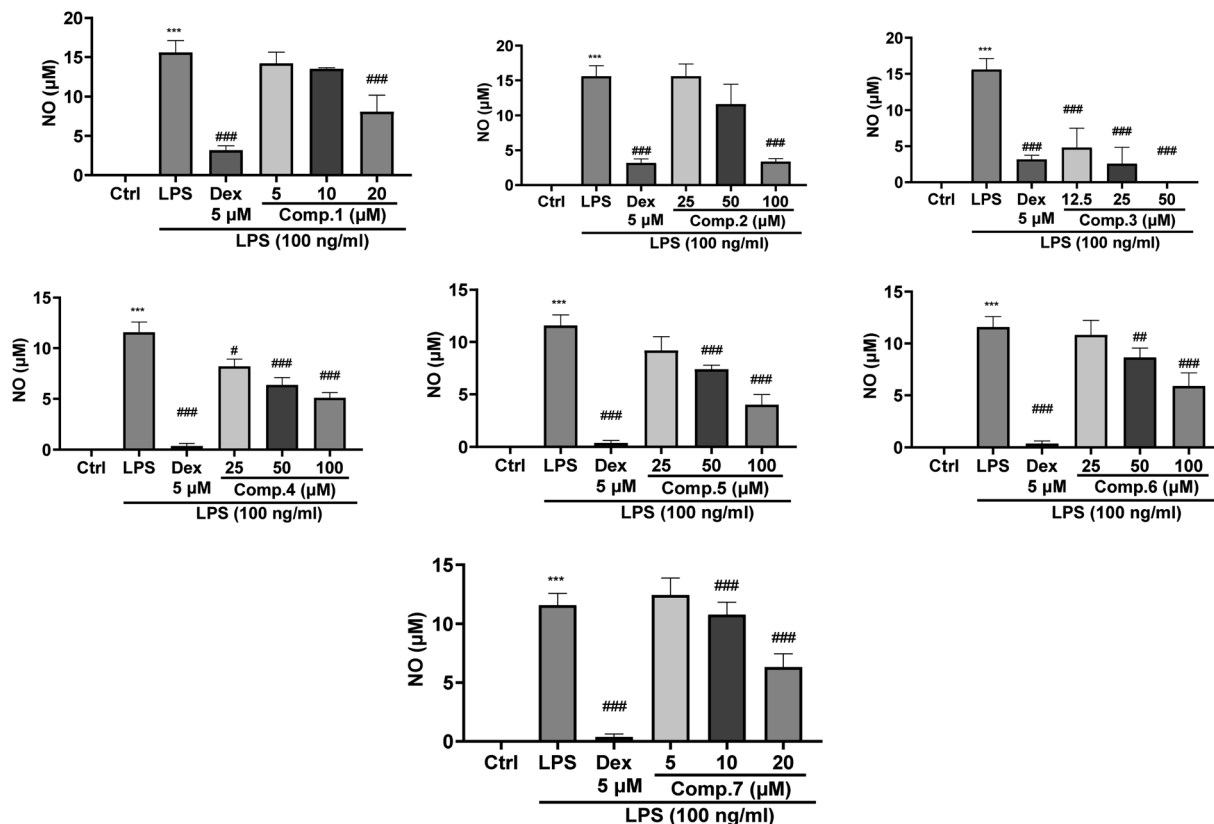 20
15
10
5
0
NO (µM)
***
###
###
Ctrl LPS Dex 5 10 20
5 µM Comp.1 (µM)
LPS (100 ng/ml)
20
15
10
5
0
NO (µM)
***
###
###
Ctrl LPS Dex 25 50 100
5 µM Comp.2 (µM)
LPS (100 ng/ml)
20
15
10
5
0
NO (µM)
***
###
###
###
###
Ctrl LPS Dex 12.5 25 50
5 µM Comp.3 (µM)
LPS (100 ng/ml)
15
10
5
0
NO (µM)
***
###
#
###
###
Ctrl LPS Dex 25 50 100
5 µM Comp.4 (µM)
LPS (100 ng/ml)
15
10
5
0
NO (µM)
***
###
###
###
Ctrl LPS Dex 25 50 100
5 µM Comp.5 (µM)
LPS (100 ng/ml)
15
10
5
0
NO (µM)
***
###
##
###
Ctrl LPS Dex 25 50 100
5 µM Comp.6 (µM)
LPS (100 ng/ml)
15
10
5
0
NO (µM)
***
###
###
###
Ctrl LPS Dex 5 10 20
5 µM Comp.7 (µM)
LPS (100 ng/ml)